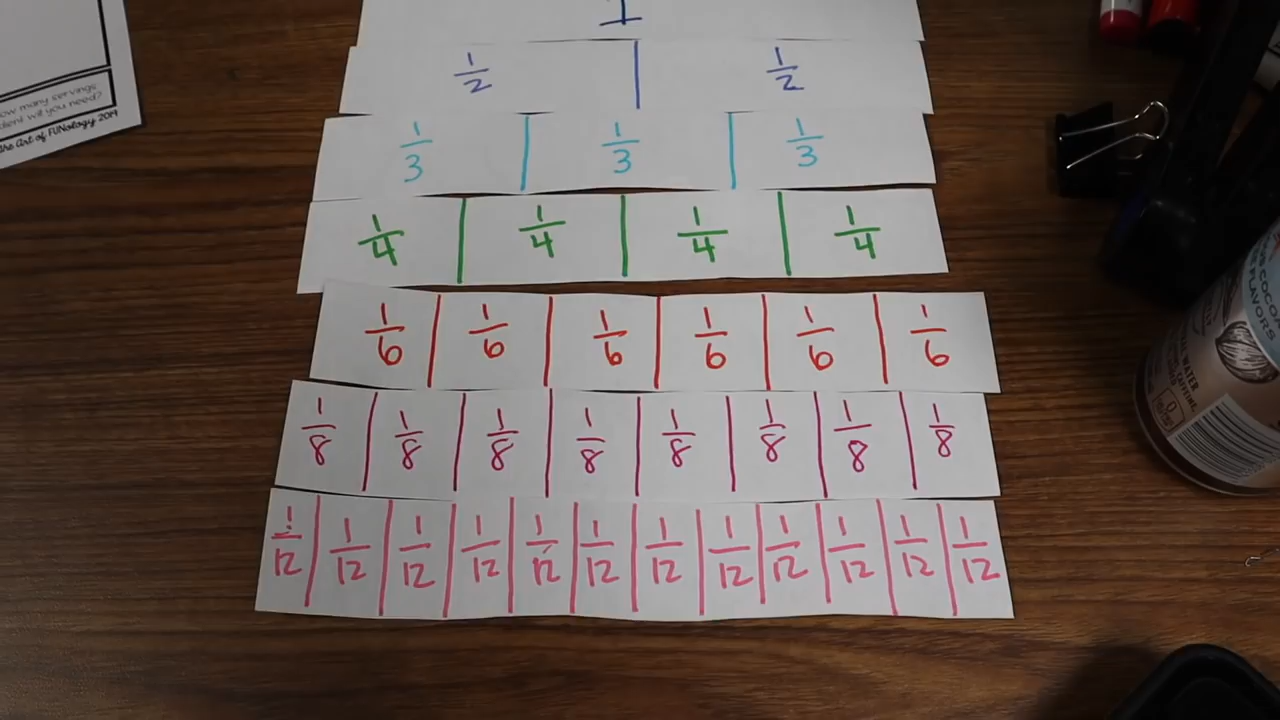 1
1/2 1/2
1/3 1/3 1/3
1/4 1/4 1/4 1/4
1/6 1/6 1/6 1/6 1/6 1/6
1/8 1/8 1/8 1/8 1/8 1/8 1/8 1/8
1/12 1/12 1/12 1/12 1/12 1/12 1/12 1/12 1/12 1/12 1/12 1/12
many servings
will you need?
the Art of FUNology 2019
COCOA
FLAVORS
WATER